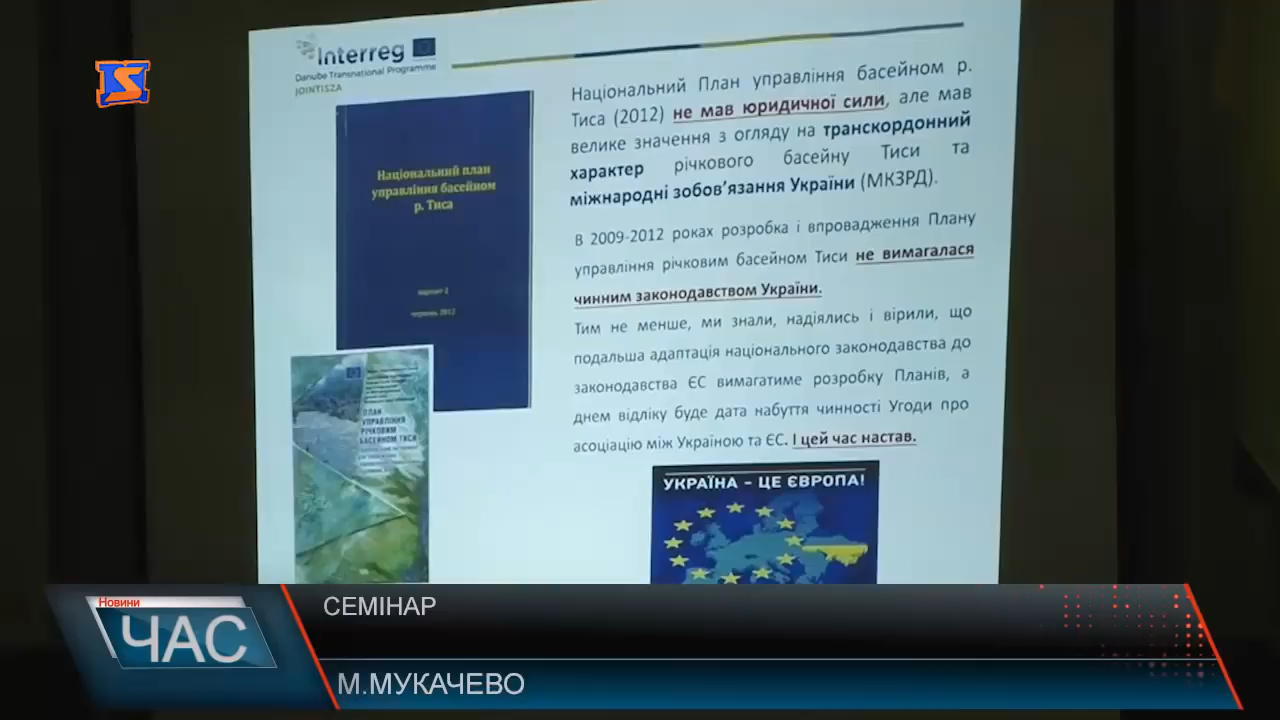 Interreg
Danube Transnational Programme
JOINTISZA
Національний План управління басейном р.
Тиса (2012) не мав юридичної сили, але мав
велике значення з огляду на транскордонний
характер річкового басейну Тиси та
міжнародні зобов'язання України (МКЗРД).
В 2009-2012 роках розробка і впровадження Плану
управління річковим басейном Тиси не вимагалася
чинним законодавством України.
Тим не менше, ми знали, надіялись і вірили, що
подальша адаптація національного законодавства до
законодавства ЄС вимагатиме розробку Планів, а
днем відліку буде дата набуття чинності Угоди про
асоціацію між Україною та ЄС. І цей час настав.
Національний план
управління басейном
р. Тиса
варіант 2
червень 2012
ПЛАН
УПРАВЛІННЯ
РІЧКОВИМ
БАСЕЙНОМ ТИСИ
УКРАЇНА - ЦЕ ЄВРОПА!
Новини
ЧАС
СЕМІНАР
М.МУКАЧЕВО